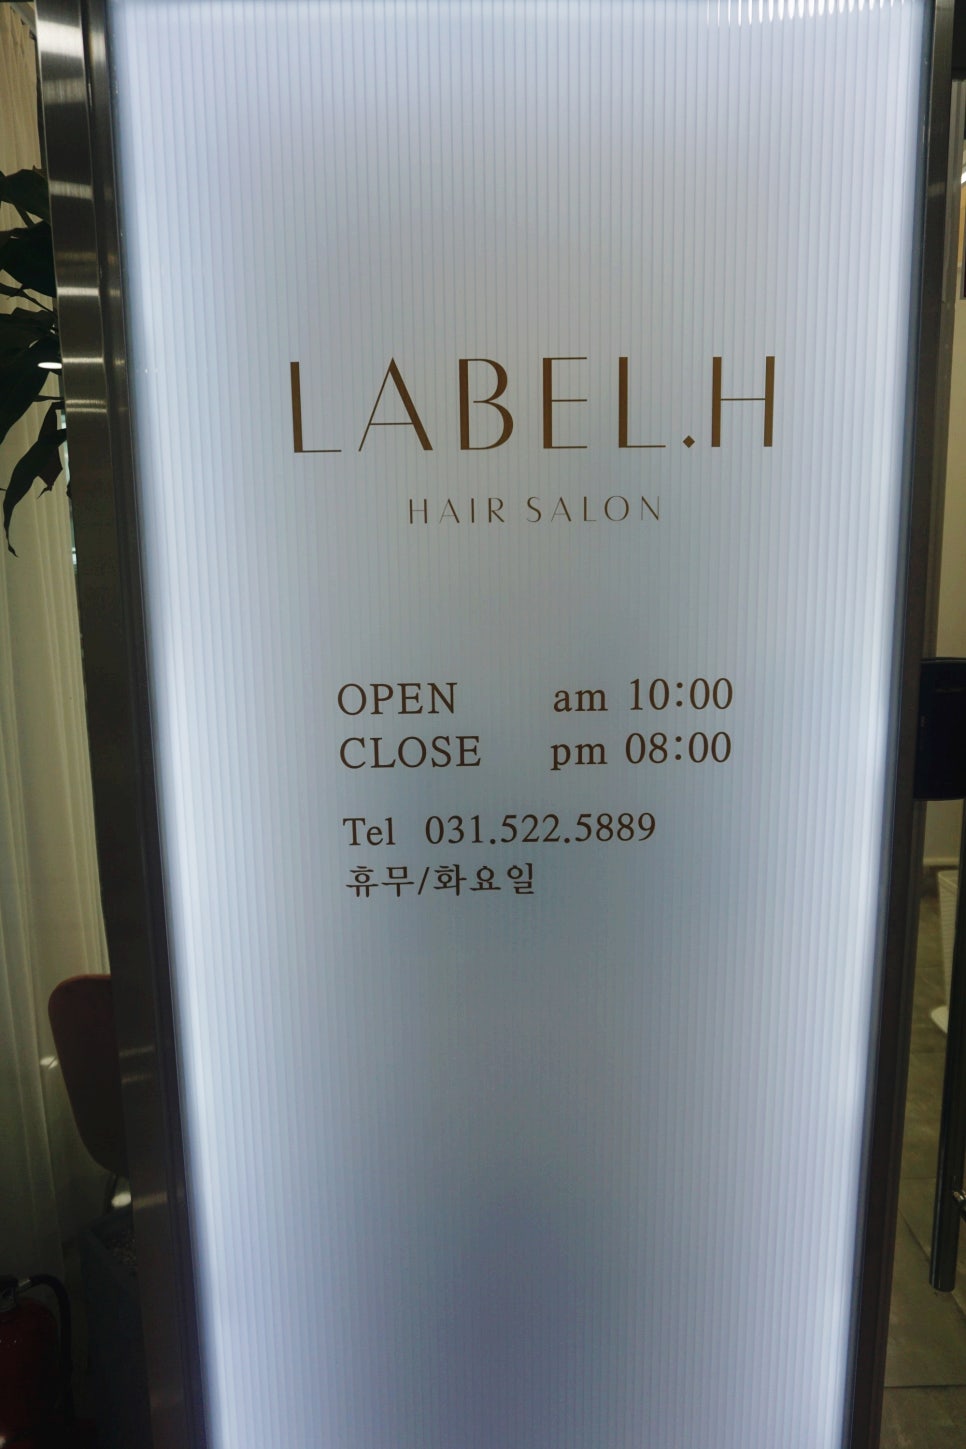 LABEL.H
HAIR SALON
OPEN am 10:00
CLOSE pm 08:00
Tel 031.522.5889
휴무/화요일